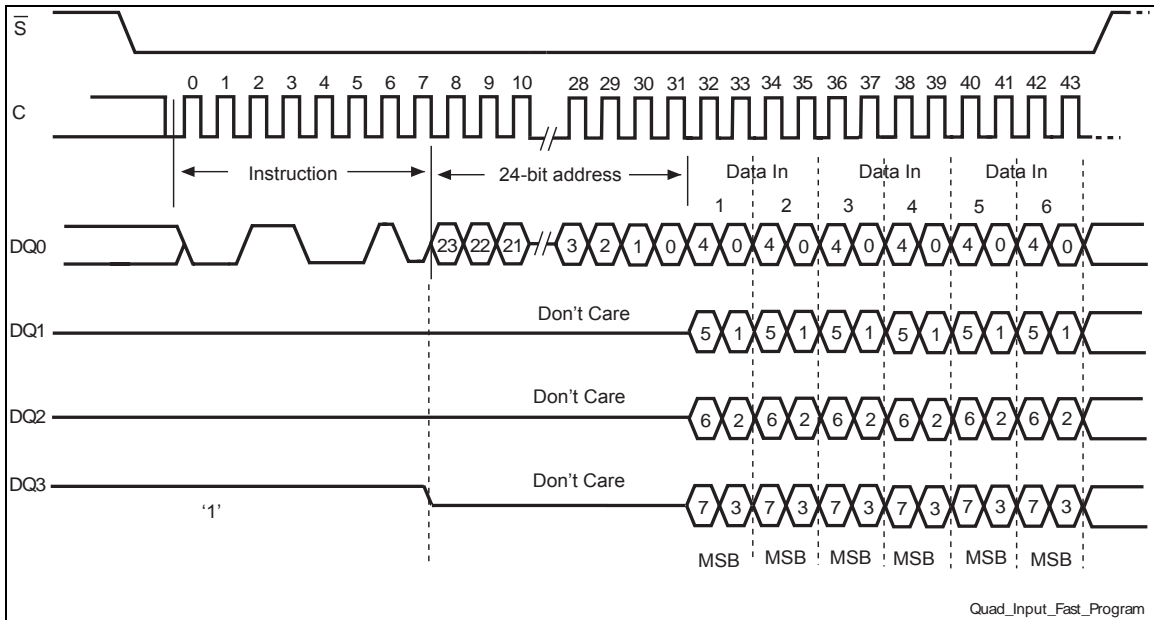 S
0 1 2 3 4 5 6 7 8 9 10 28 29 30 31 32 33 34 35 36 37 38 39 40 41 42 43
C
Instruction 24-bit address Data In Data In Data In
1 2 3 4 5 6
DQ0 23 22 21 3 2 1 0 4 0 4 0 4 0 4 0 4 0 4 0
Don't Care
DQ1 5 1 5 1 5 1 5 1 5 1 5 1
Don't Care
DQ2 6 2 6 2 6 2 6 2 6 2 6 2
Don't Care
DQ3 7 3 7 3 7 3 7 3 7 3 7 3
'1'
MSB MSB MSB MSB MSB MSB
Quad_Input_Fast_Program